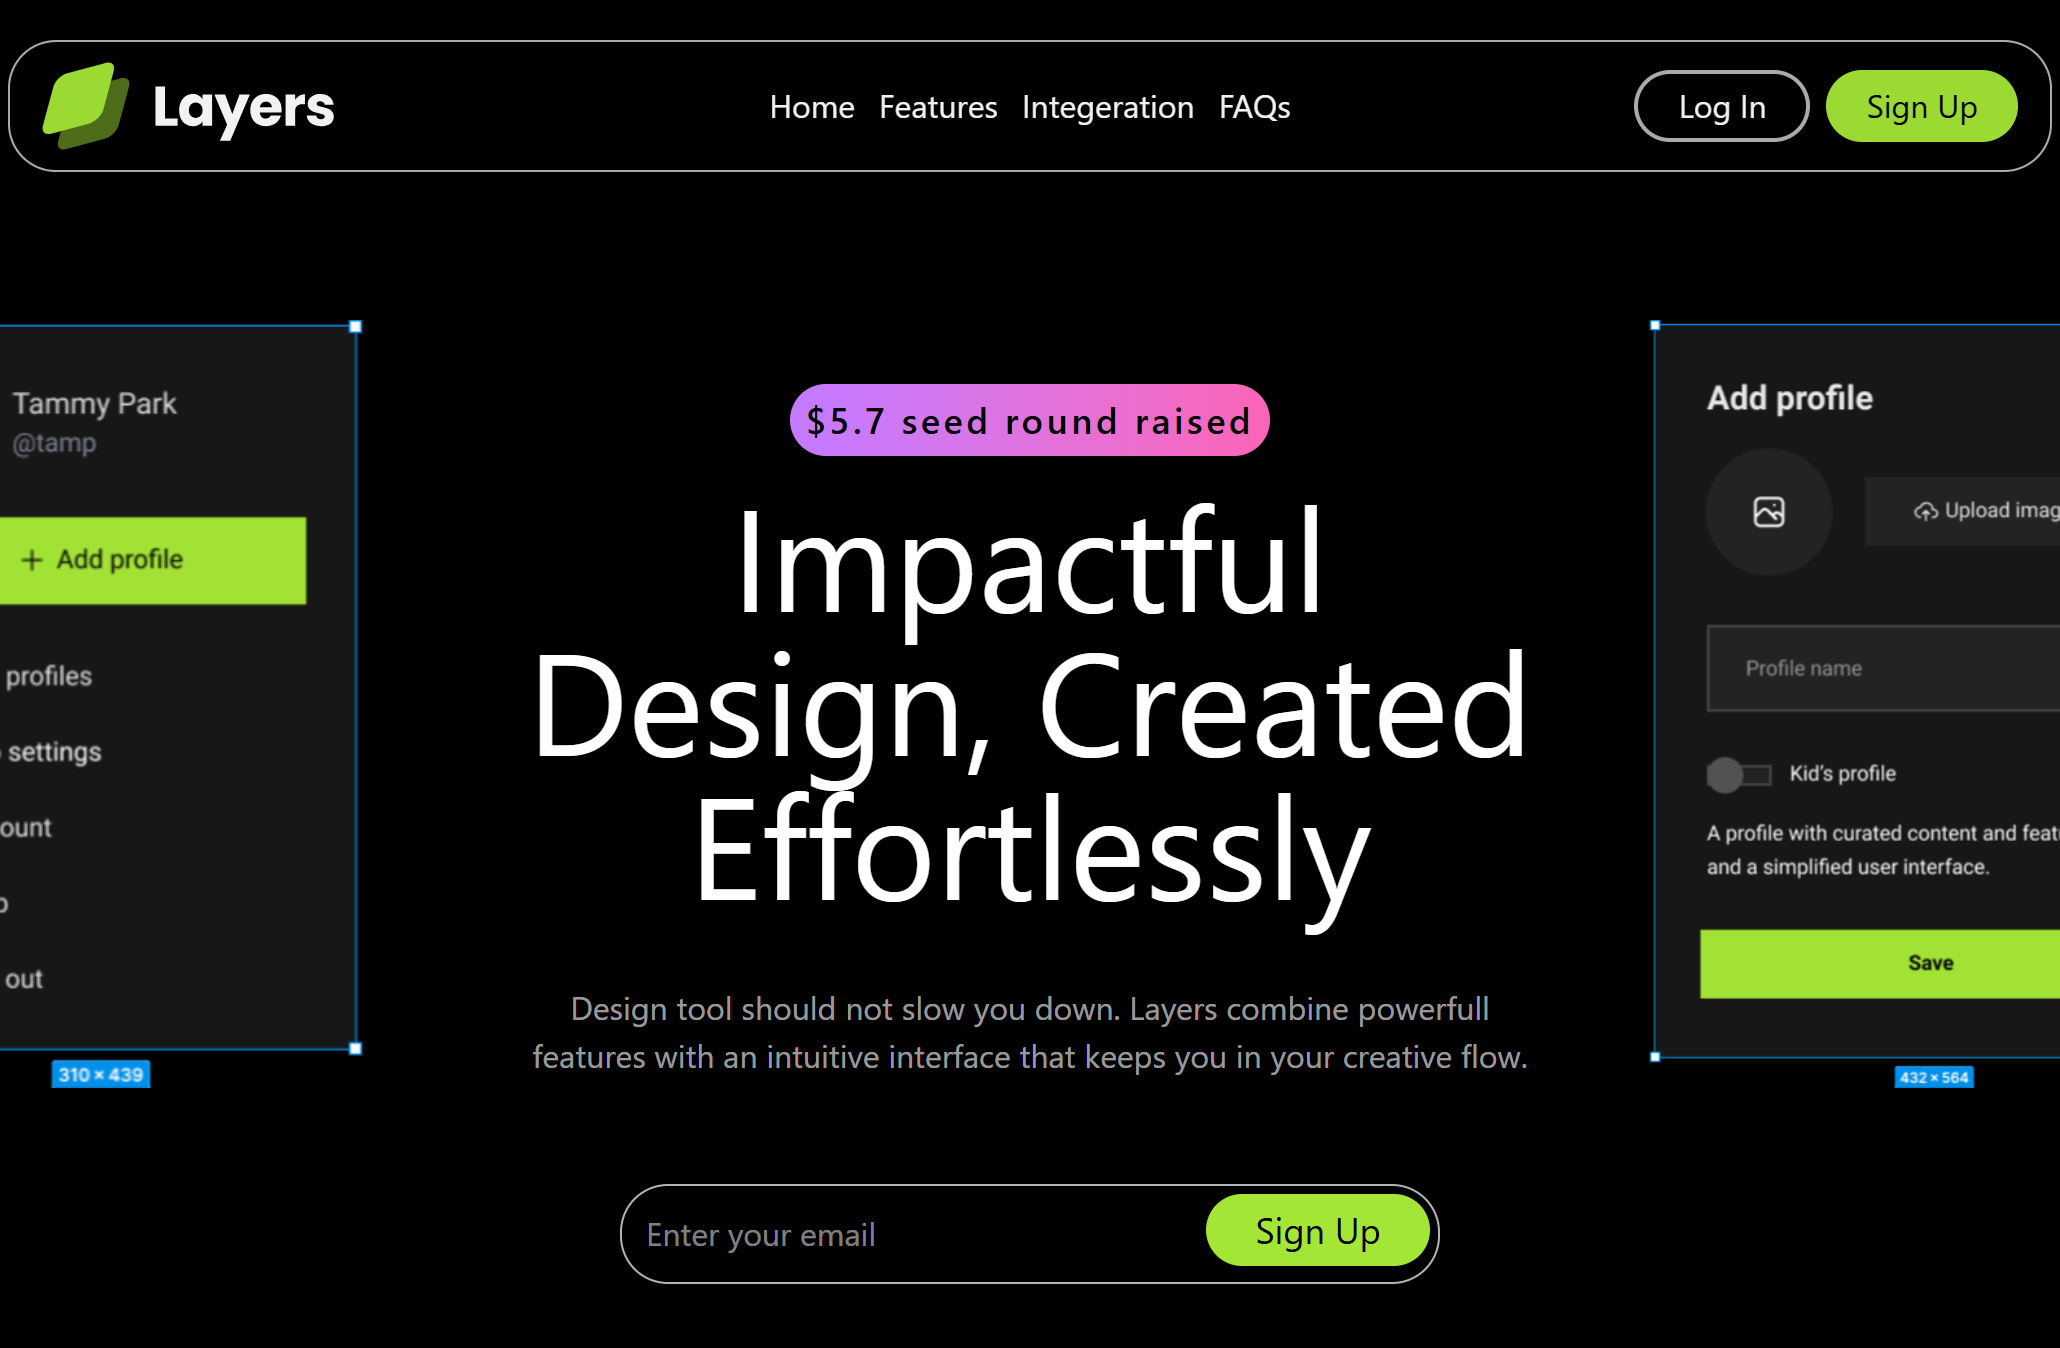 Layers
Home Features Integeration FAQs
Log In
Sign Up
Tammy Park
@tamp
+ Add profile
profiles
settings
ount
out
310 × 439
$5.7 seed round raised
Impactful
Design, Created
Effortlessly
Design tool should not slow you down. Layers combine powerfull
features with an intuitive interface that keeps you in your creative flow.
Enter your email
Sign Up
Add profile
Upload imag
Profile name
Kid's profile
A profile with curated content and feat
and a simplified user interface.
Save
432 × 564